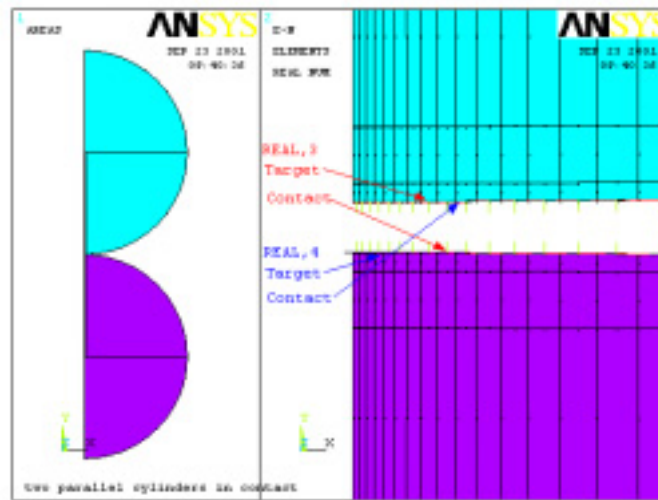 1
ANSYS
AREAS
SEP 23 2001
09:40:36
Y
Z X
two parallel cylinders in contact
2
ANSYS
E-N
SEP 23 2001
09:40:36
ELEMENTS
REAL NUM
REAL,3
Target
Contact
REAL,4
Target
Contact
X